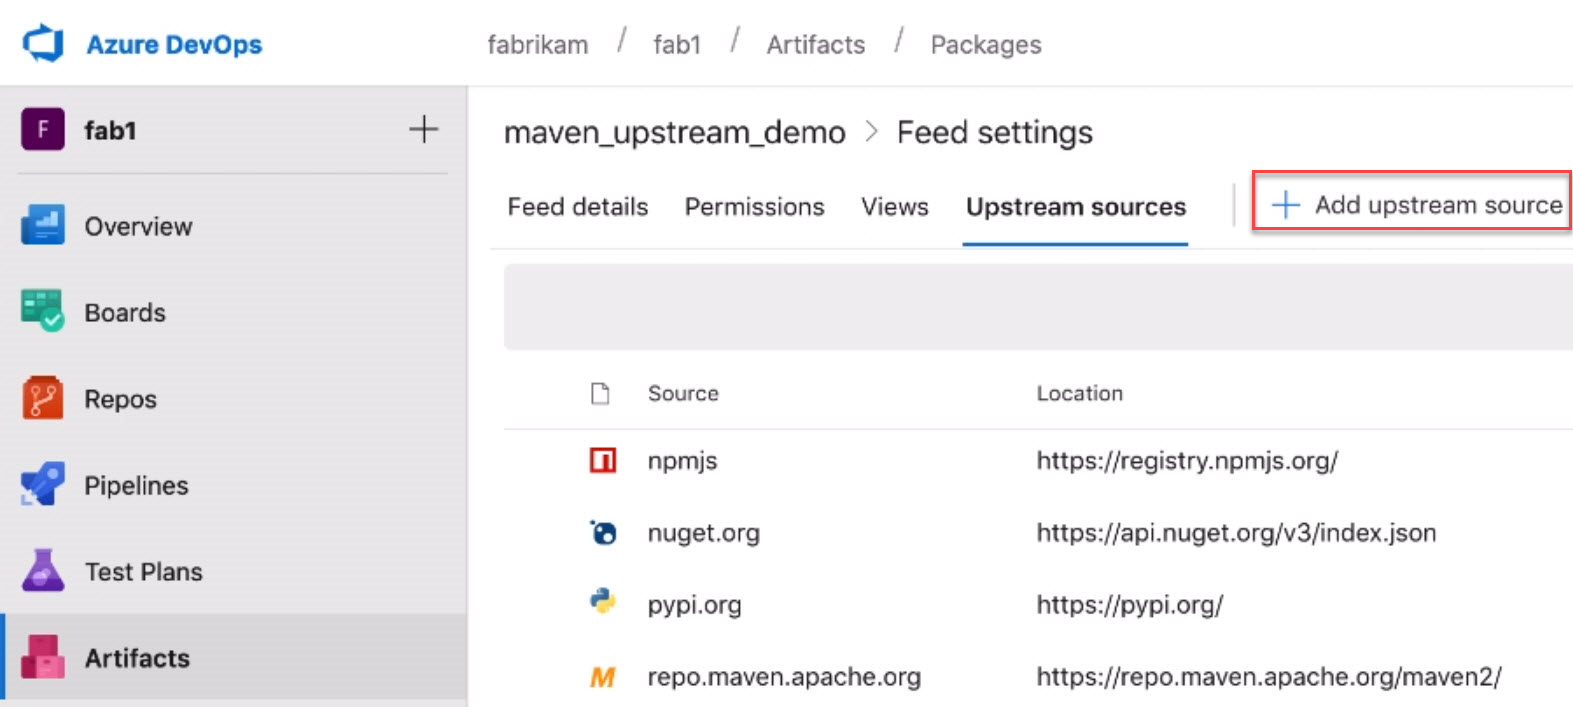 Azure DevOps
fabrikam / fab1 / Artifacts / Packages
F fab1
maven_upstream_demo > Feed settings
Feed details Permissions Views Upstream sources + Add upstream source
Overview
Boards
Repos
Pipelines
Test Plans
Artifacts
Source Location
npmjs https://registry.npmjs.org/
nuget.org https://api.nuget.org/v3/index.json
pypi.org https://pypi.org/
repo.maven.apache.org https://repo.maven.apache.org/maven2/